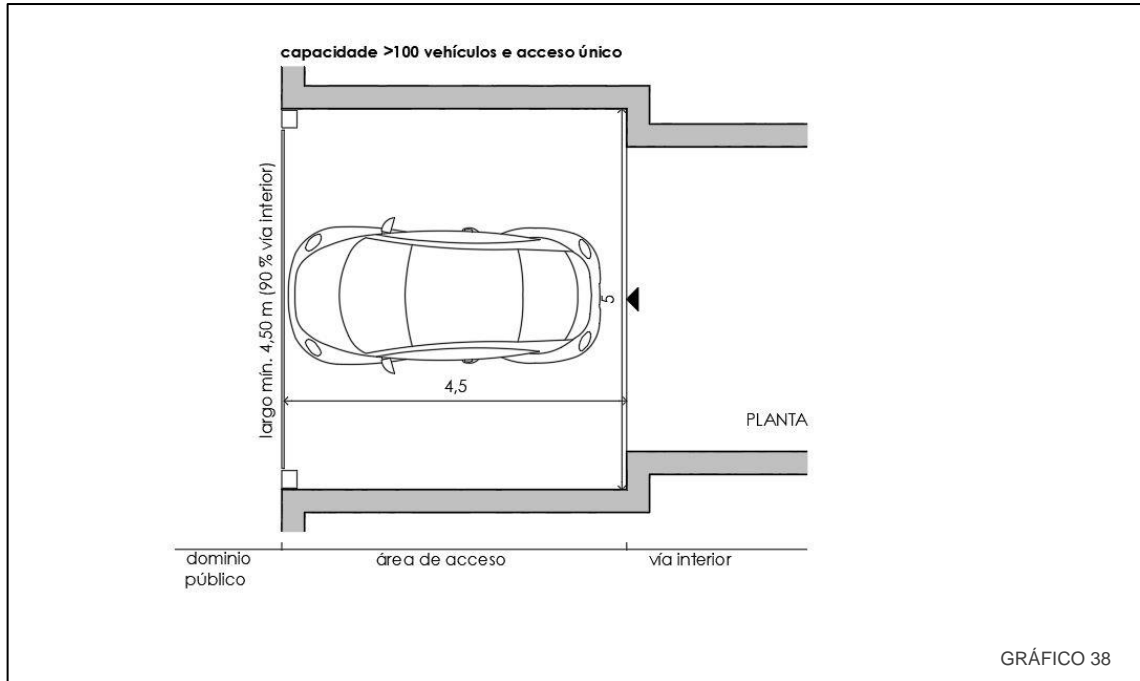 capacidade >100 vehículos e acceso único
largo mín. 4,50 m (90 % vía interior)
5
4,5
PLANTA
dominio
público
área de acceso
vía interior
GRÁFICO 38